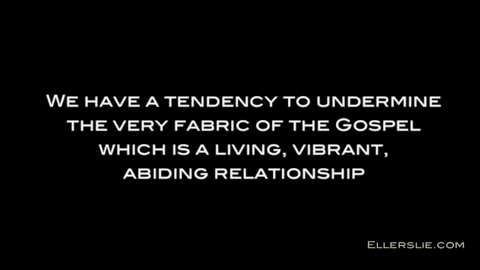 We have a tendency to undermine
the very fabric of the Gospel
which is a living, vibrant,
abiding relationship
Ellerslie.com